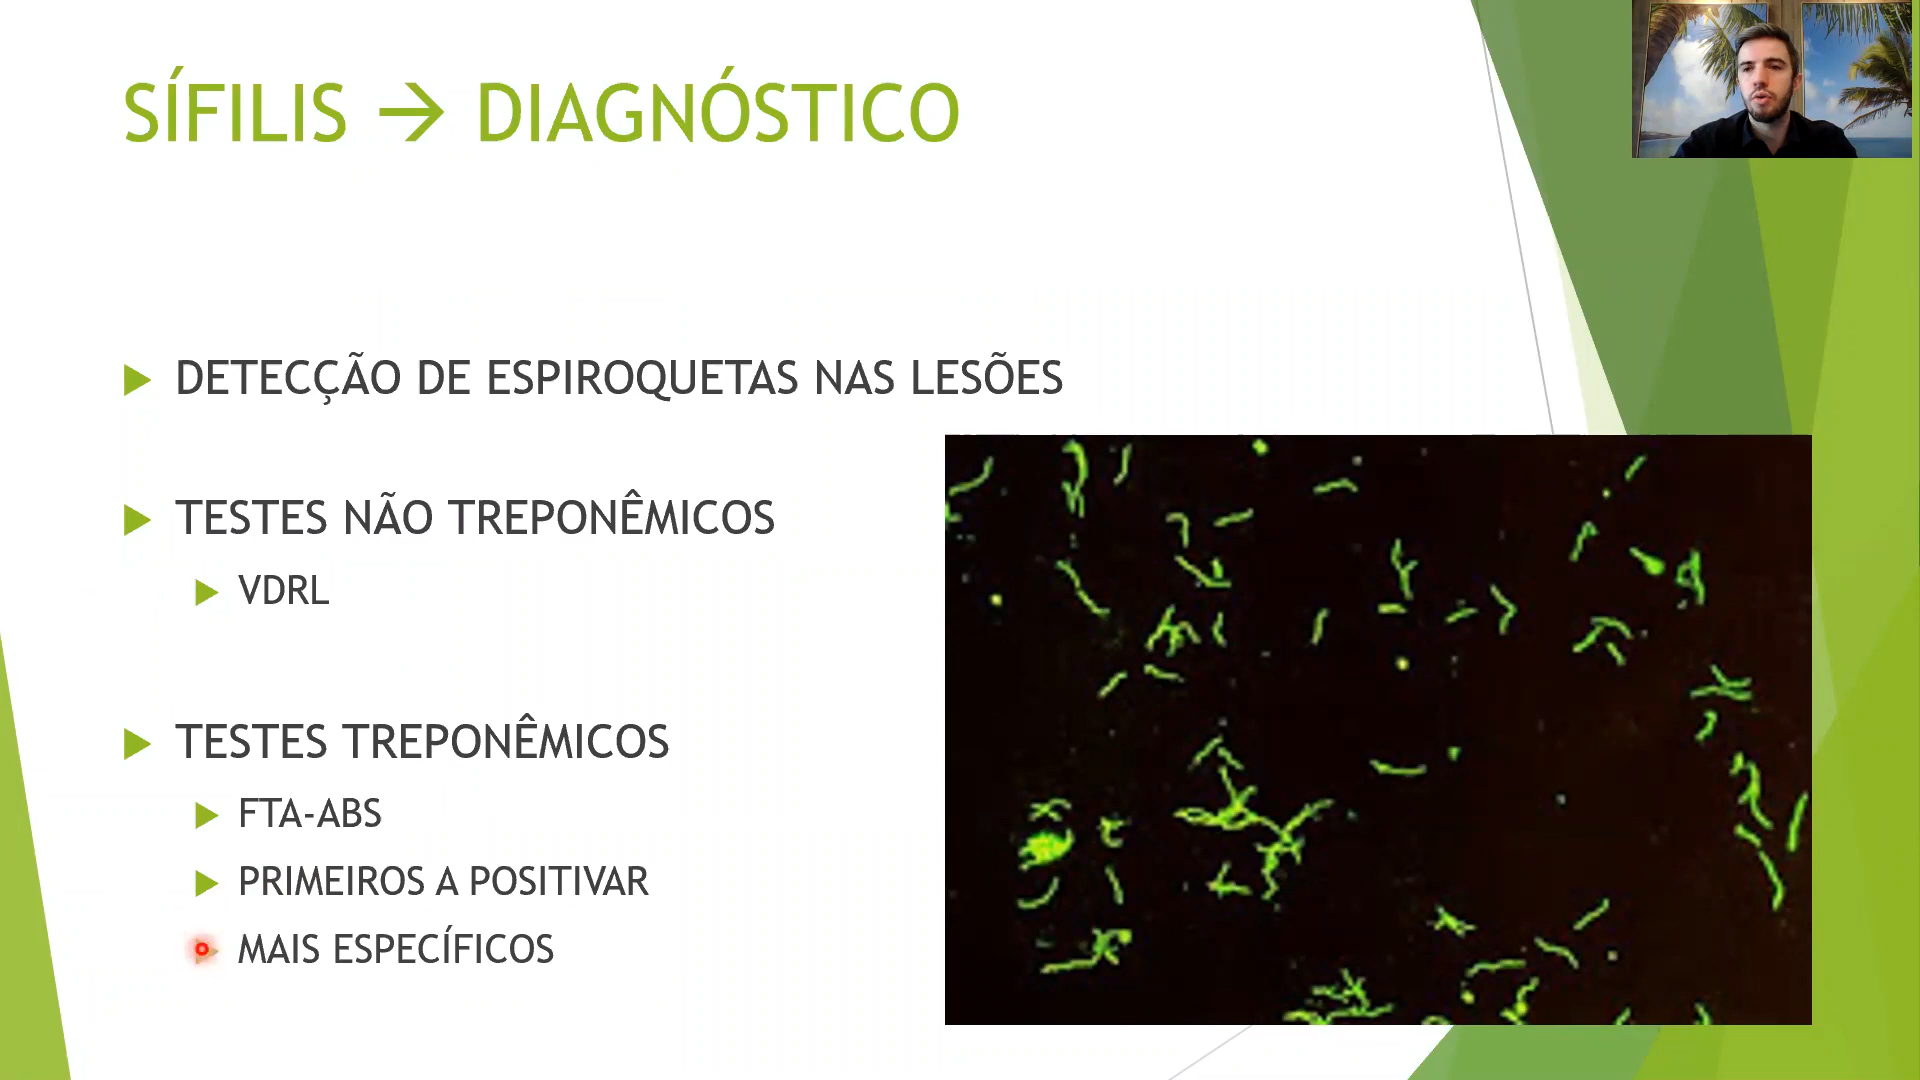 SÍFILIS → DIAGNÓSTICO
DETECÇÃO DE ESPIROQUETAS NAS LESÕES
TESTES NÃO TREPONÊMICOS
VDRL
TESTES TREPONÊMICOS
FTA-ABS
PRIMEIROS A POSITIVAR
MAIS ESPECÍFICOS